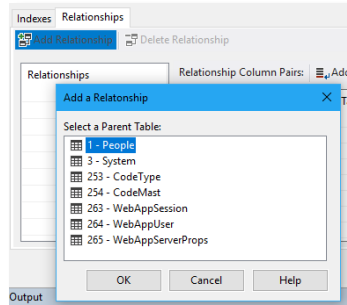 Indexes Relationships
Add Relationship Delete Relationship
Relationships Relationship Column Pairs: Add
Add a Relatonship
Select a Parent Table:
1 - People
3 - System
253 - CodeType
254 - CodeMast
263 - WebAppSession
264 - WebAppUser
265 - WebAppServerProps
OK Cancel Help
Output